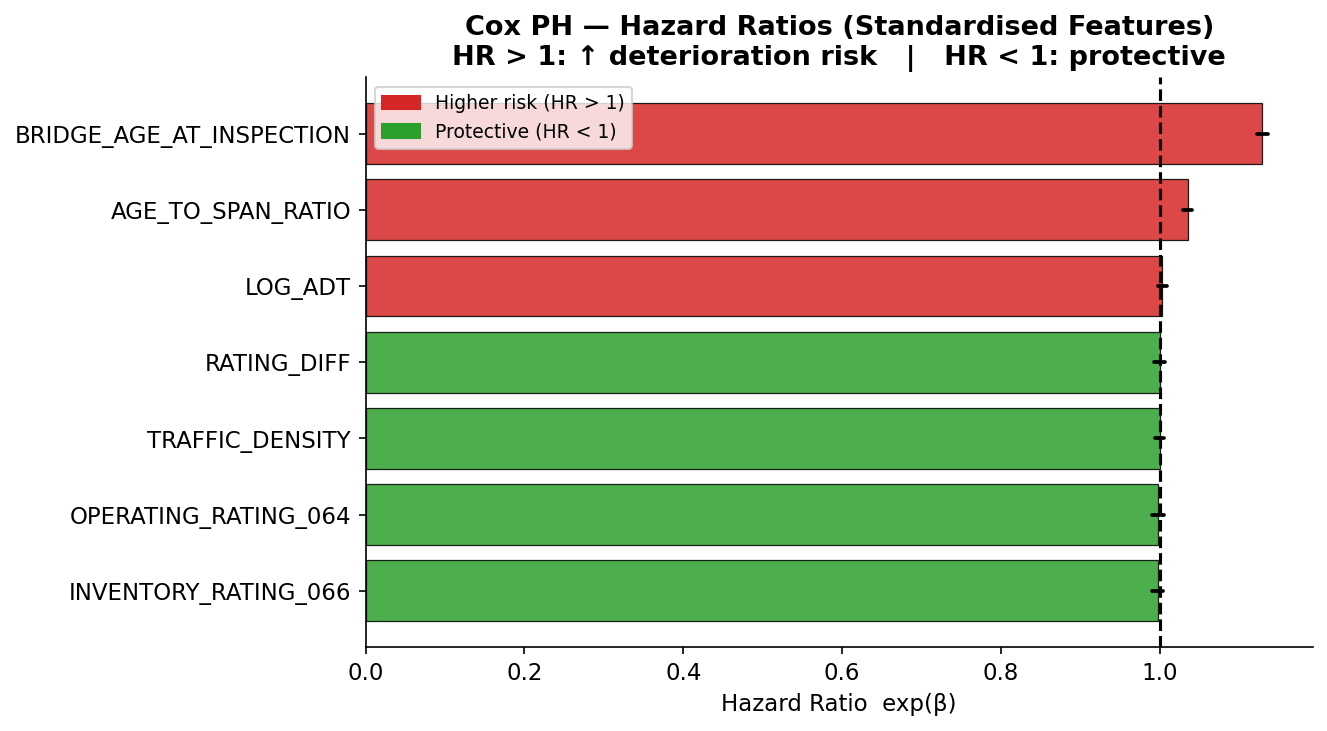 Cox PH — Hazard Ratios (Standardised Features)
HR > 1: ↑ deterioration risk   |   HR < 1: protective
Higher risk (HR > 1)
Protective (HR < 1)
BRIDGE_AGE_AT_INSPECTION
AGE_TO_SPAN_RATIO
LOG_ADT
RATING_DIFF
TRAFFIC_DENSITY
OPERATING_RATING_064
INVENTORY_RATING_066
0.0 0.2 0.4 0.6 0.8 1.0
Hazard Ratio  exp(β)